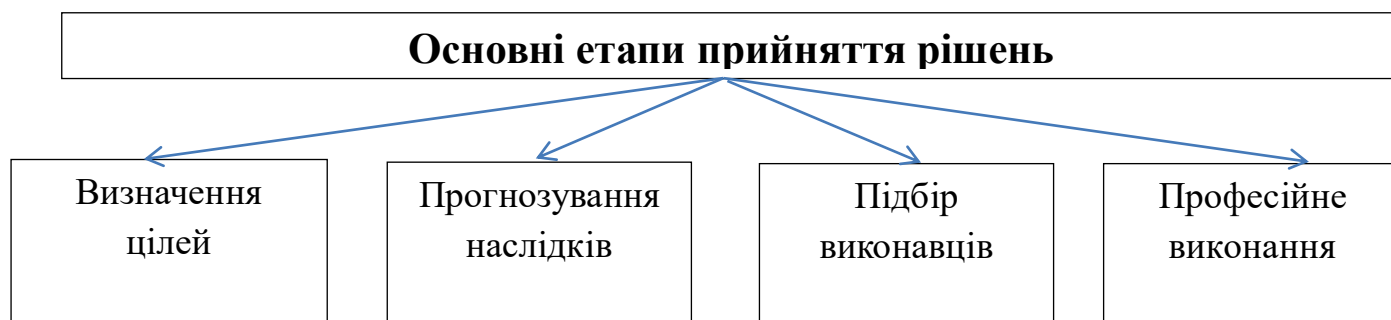 Основні етапи прийняття рішень
Визначення
цілей
Прогнозування
наслідків
Підбір
виконавців
Професійне
виконання